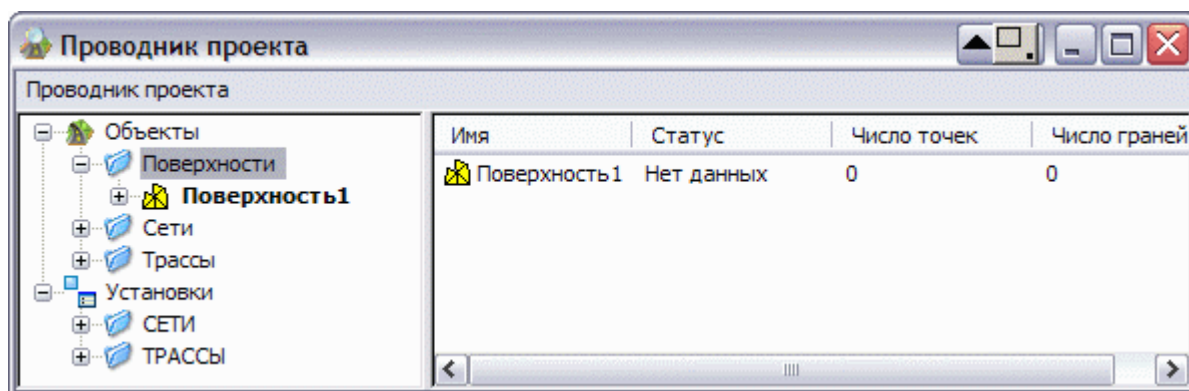 Проводник проекта
Проводник проекта
Объекты
Поверхности
Поверхность1
Сети
Трассы
Установки
СЕТИ
ТРАССЫ
Имя Статус Число точек Число граней
Поверхность1 Нет данных 0 0